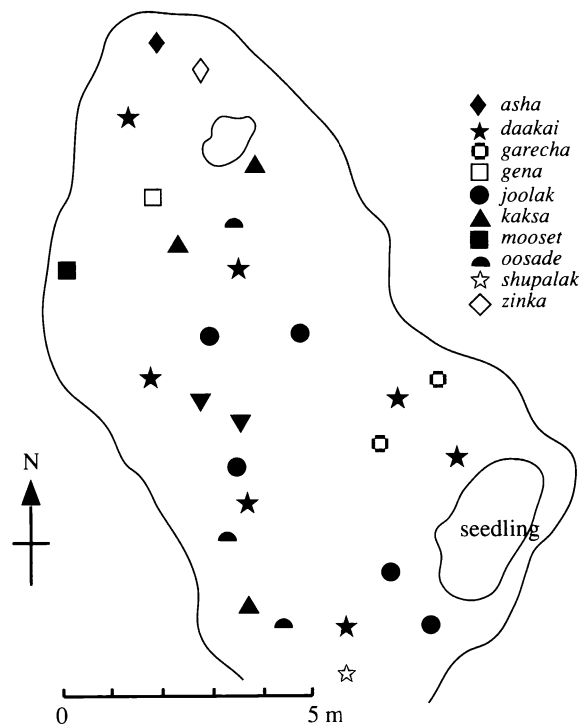 asha
daakai
garecha
gena
joolak
kaksa
mooset
oosade
shupalak
zinka
N
seedling
0 5 m